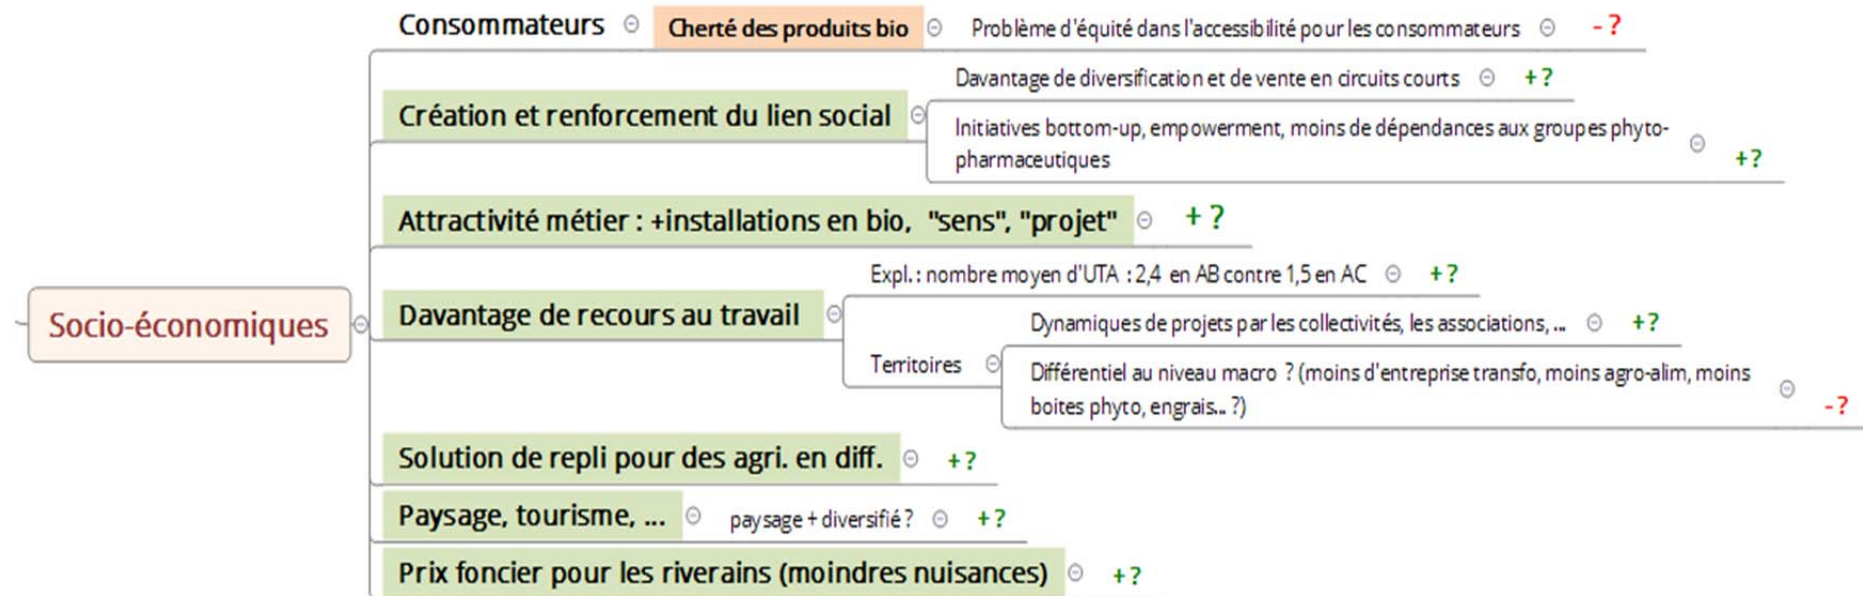 Consommateurs Cherté des produits bio Problème d'équité dans l'accessibilité pour les consommateurs - ?
Davantage de diversification et de vente en circuits courts + ?
Création et renforcement du lien social
Initiatives bottom-up, empowerment, moins de dépendances aux groupes phyto-
pharmaceutiques + ?
Attractivité métier : +installations en bio, "sens", "projet" + ?
Expl. : nombre moyen d'UTA : 2,4 en AB contre 1,5 en AC + ?
Davantage de recours au travail
Socio-économiques
Dynamiques de projets par les collectivités, les associations, ... + ?
Territoires
Différentiel au niveau macro ? (moins d'entreprise transfo, moins agro-alim, moins
boites phyto, engrais... ?) - ?
Solution de repli pour des agri. en diff. + ?
Paysage, tourisme, ... paysage + diversifié ? + ?
Prix foncier pour les riverains (moindres nuisances) + ?